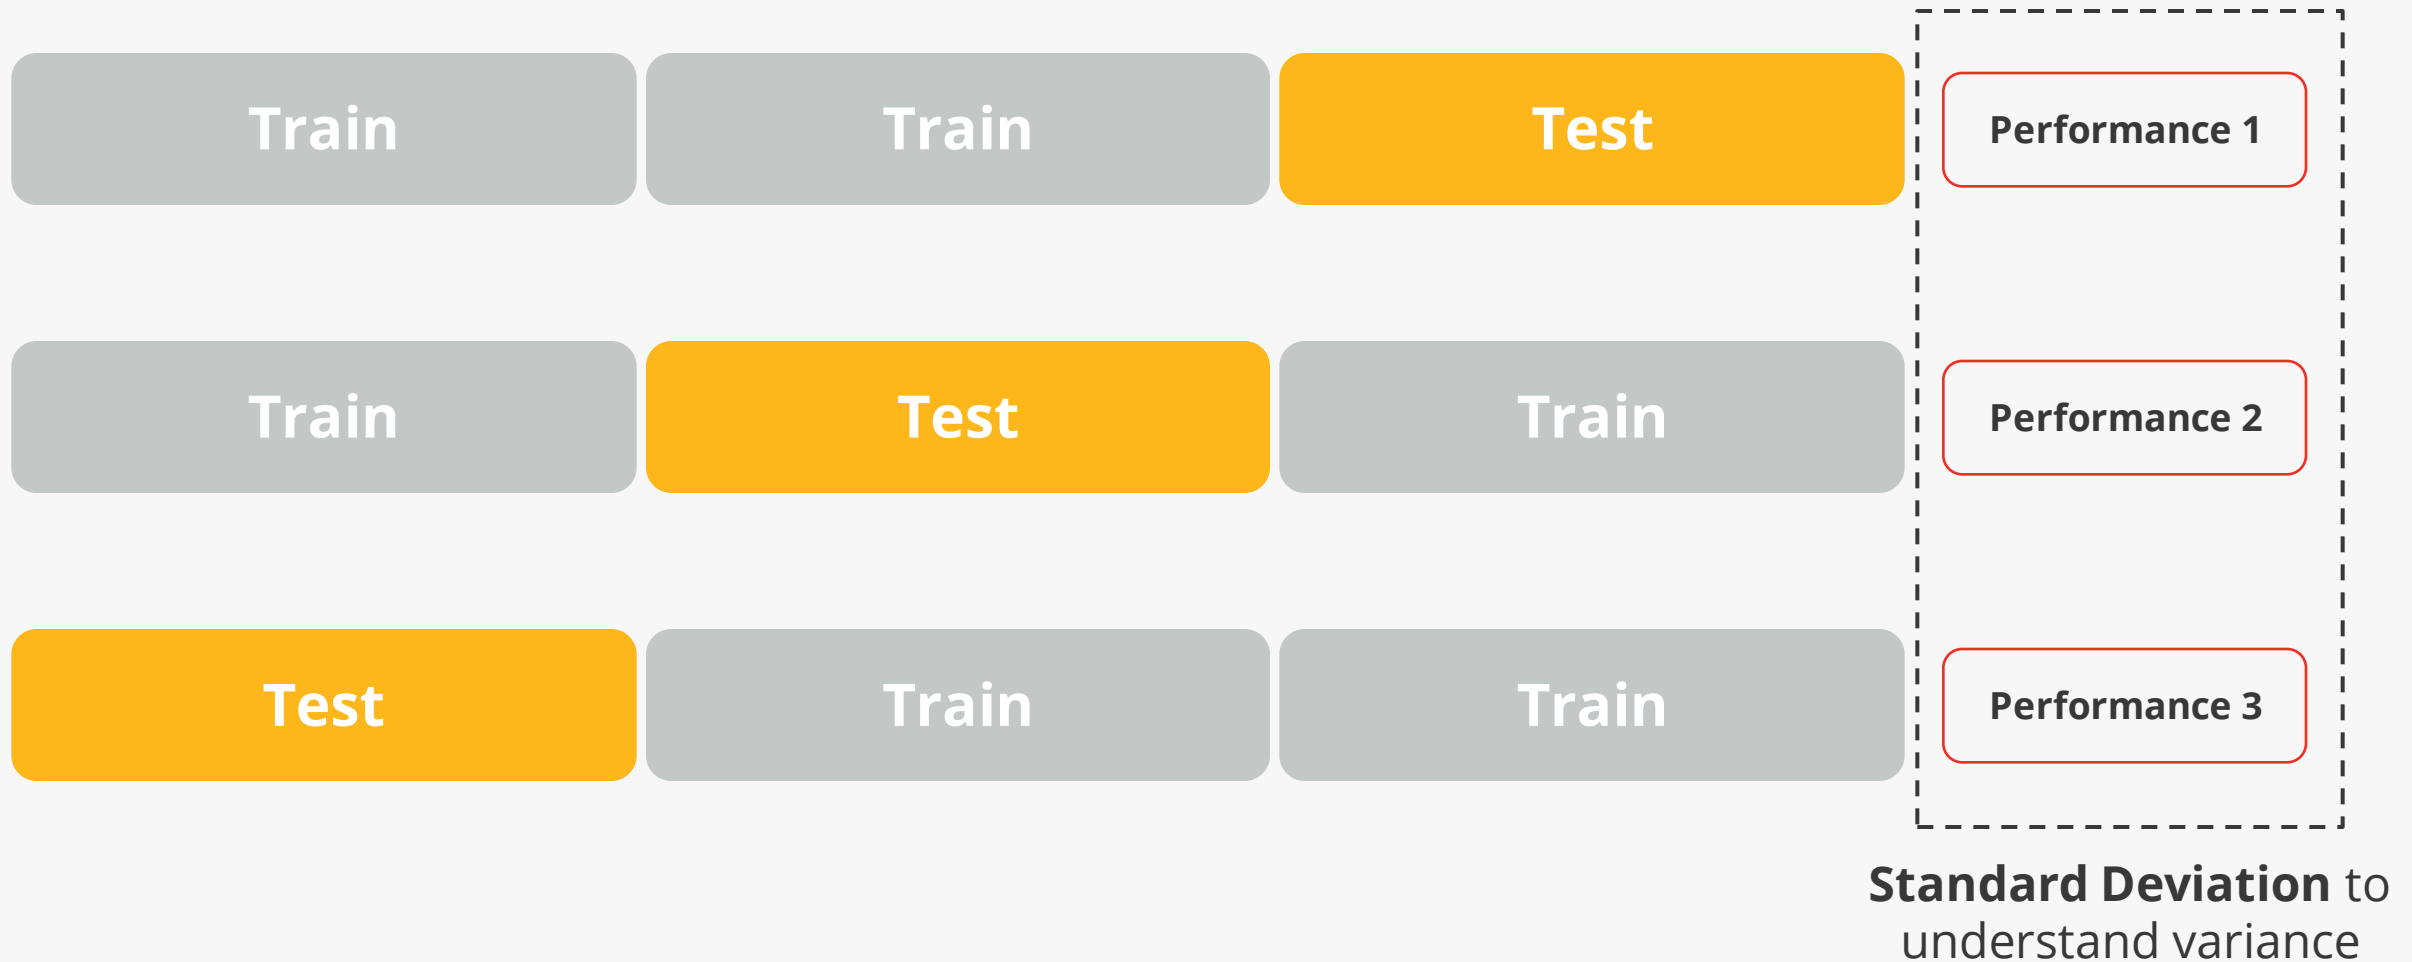 Train
Train
Test
Performance 1
Train
Test
Train
Performance 2
Test
Train
Train
Performance 3
Standard Deviation to
understand variance